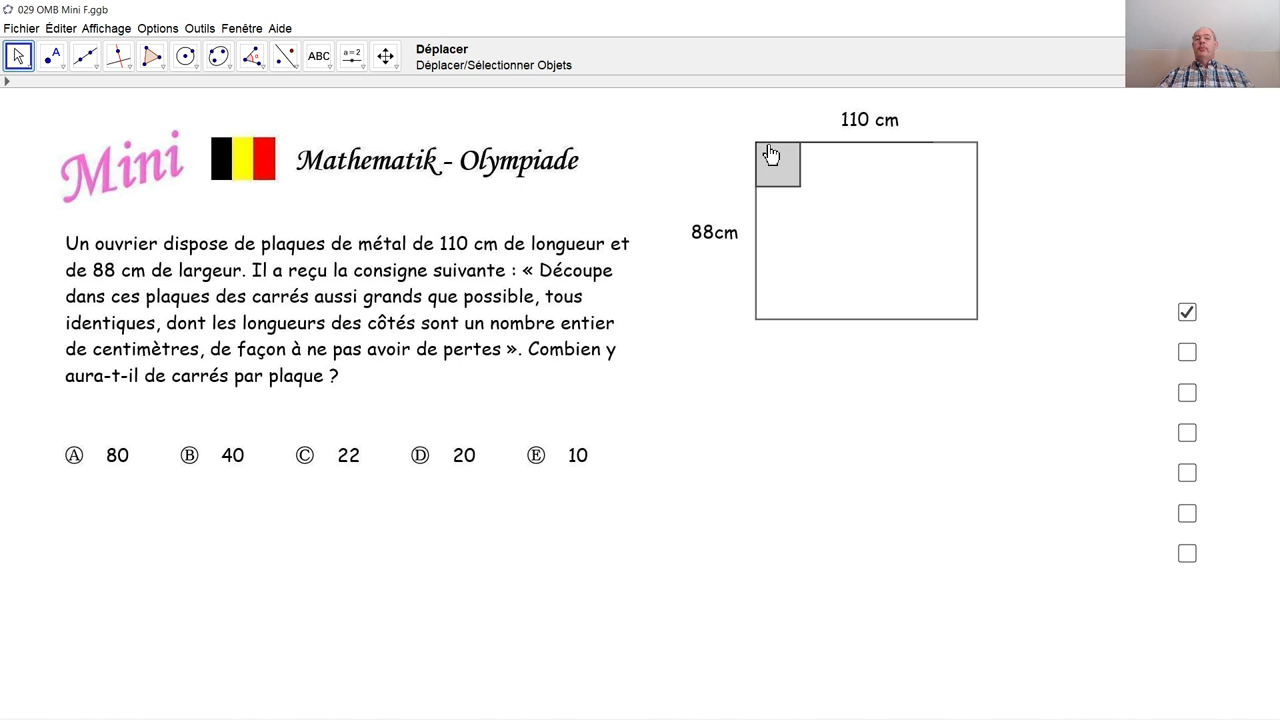 029 OMB Mini F.ggb
Fichier Éditer Affichage Options Outils Fenêtre Aide
A
ABC
a=2
Déplacer
Déplacer/Sélectionner Objets
110 cm
Mini
Mathematik - Olympiade
88cm
Un ouvrier dispose de plaques de métal de 110 cm de longueur et
de 88 cm de largeur. Il a reçu la consigne suivante : « Découpe
dans ces plaques des carrés aussi grands que possible, tous
identiques, dont les longueurs des côtés sont un nombre entier
de centimètres, de façon à ne pas avoir de pertes ». Combien y
aura-t-il de carrés par plaque ?
Ⓐ 80 Ⓑ 40 Ⓒ 22 Ⓓ 20 Ⓔ 10